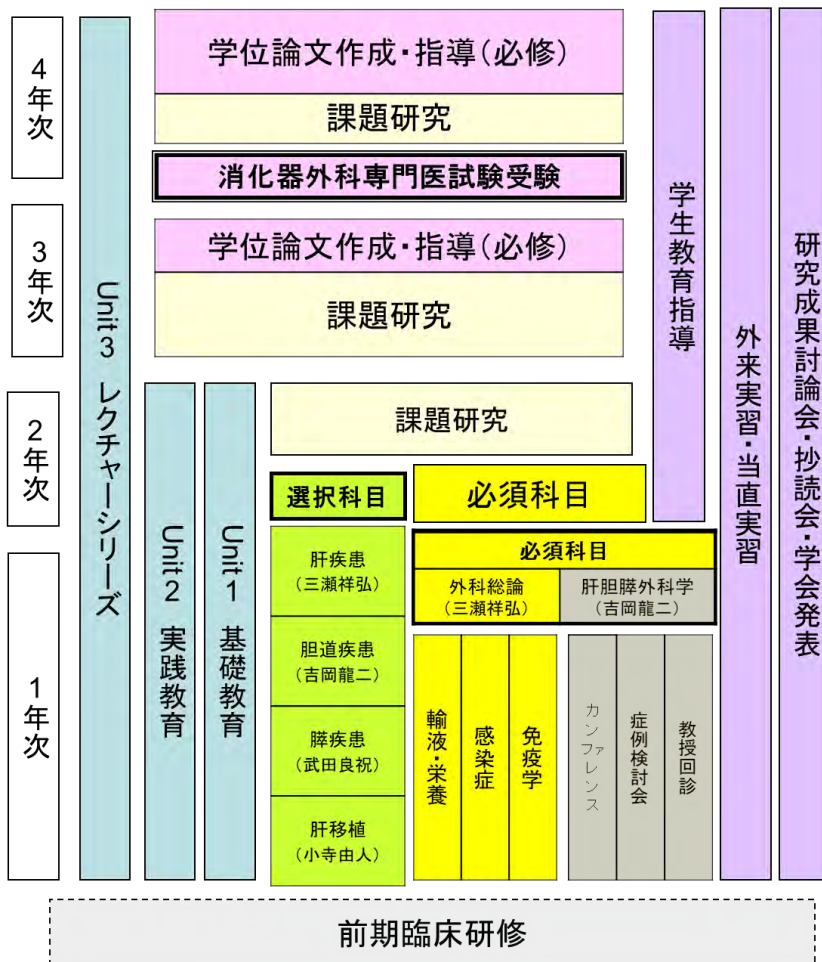 4年次
3年次
2年次
1年次
Unit3 レクチャーシリーズ
Unit2 実践教育
Unit1 基礎教育
学位論文作成・指導(必修)
課題研究
消化器外科専門医試験受験
学位論文作成・指導(必修)
課題研究
課題研究
選択科目
肝疾患
(三瀬祥弘)
胆道疾患
(吉岡龍二)
膵疾患
(武田良祝)
肝移植
(小寺由人)
必須科目
必須科目
外科総論
(三瀬祥弘)
肝胆膵外科学
(吉岡龍二)
輸液・栄養
感染症
免疫学
カンファレンス
症例検討会
教授回診
学生教育指導
外来実習・当直実習
研究成果討論会・抄読会・学会発表
前期臨床研修